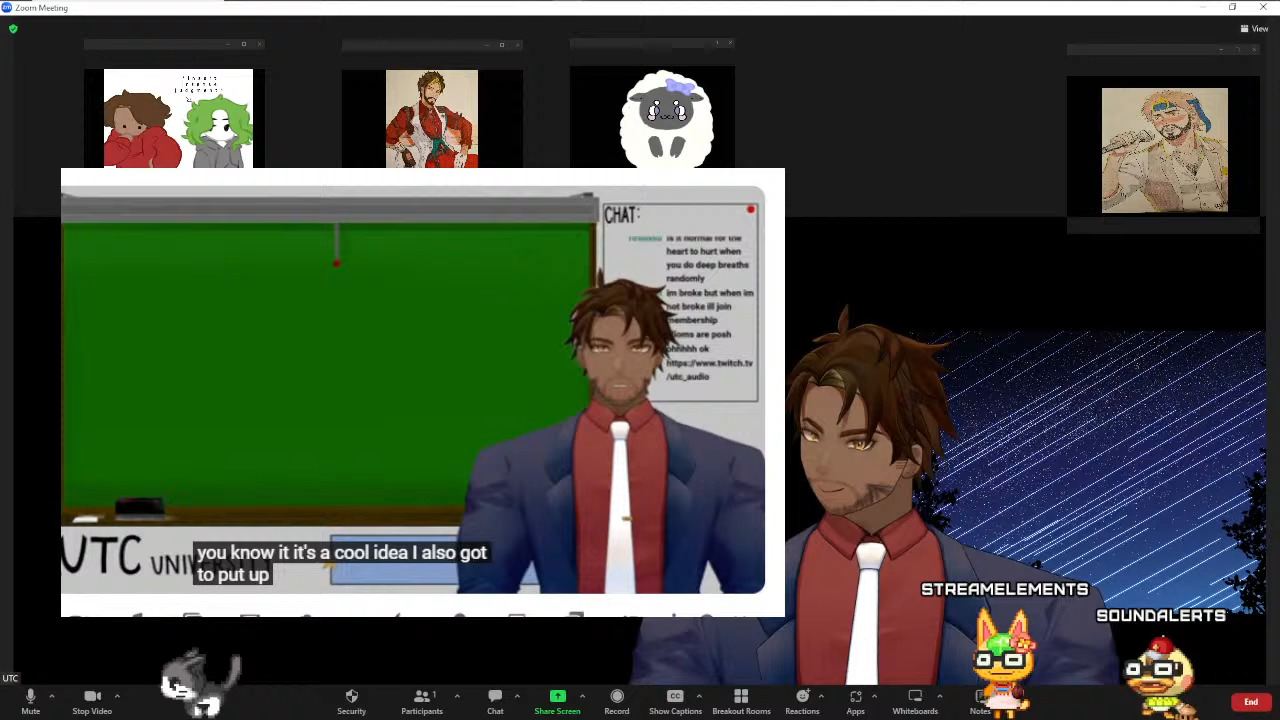 Zoom Meeting
View
CHAT:
is it normal for the
heart to hurt when
you do deep breaths
randomly
im broke but when im
not broke ill join
membership
are posh
ohhhhh ok
https://www.twitch.tv
/utc_audio
you know it it's a cool idea I also got
to put up
UTC
STREAMELEMENTS
SOUNDALERTS
UTC
1
Mute
Stop Video
Security
Participants
Chat
Share Screen
Record
Show Captions
Breakout Rooms
Reactions
Apps
Whiteboards
Notes
End